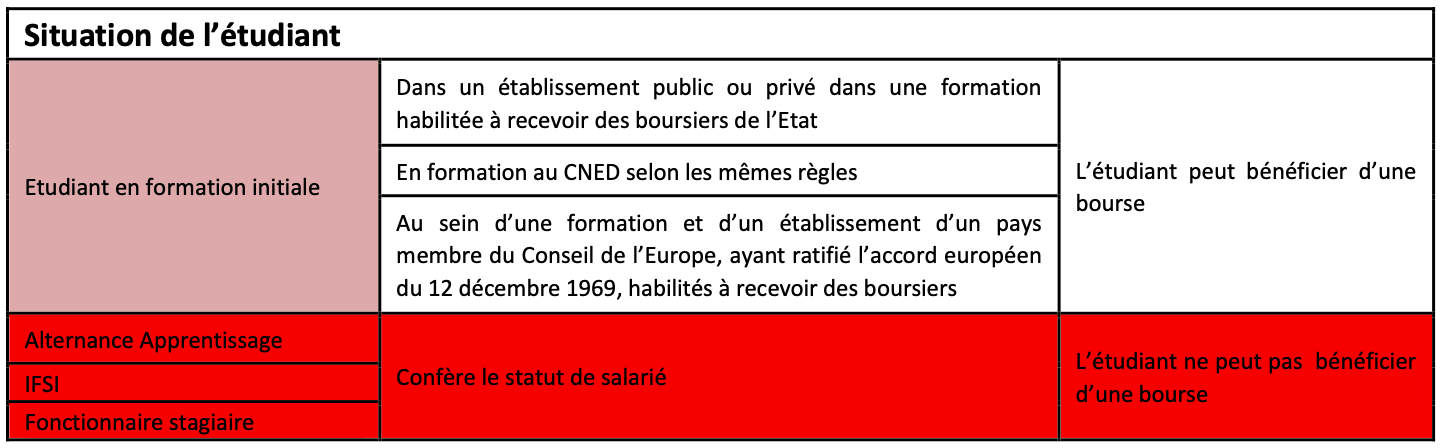 Situation de l’étudiant
Etudiant en formation initiale
Dans un établissement public ou privé dans une formation
habilitée à recevoir des boursiers de l’Etat
En formation au CNED selon les mêmes règles
Au sein d’une formation et d’un établissement d’un pays
membre du Conseil de l’Europe, ayant ratifié l’accord européen
du 12 décembre 1969, habilités à recevoir des boursiers
L’étudiant peut bénéficier d’une
bourse
Alternance Apprentissage
IFSI
Fonctionnaire stagiaire
Confère le statut de salarié
L’étudiant ne peut pas  bénéficier
d’une bourse